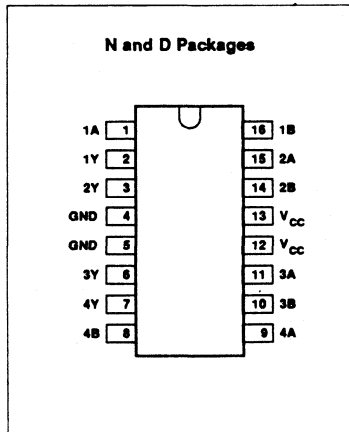 N and D Packages
1A 1 16 1B
1Y 2 15 2A
2Y 3 14 2B
GND 4 13 VCC
GND 5 12 VCC
3Y 6 11 3A
4Y 7 10 3B
4B 8 9 4A